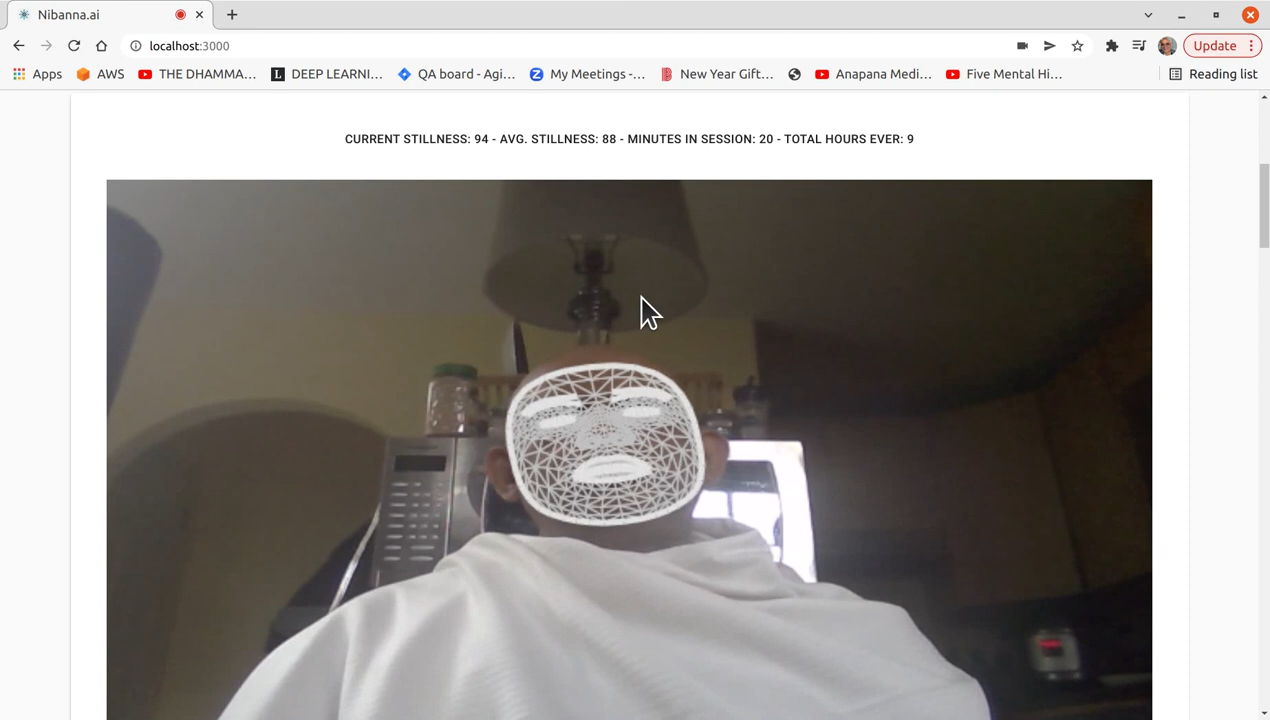 Nibanna.ai
localhost:3000
Update
Apps AWS THE DHAMMA... DEEP LEARNI... QA board - Agi... My Meetings -... New Year Gift... Anapana Medi... Five Mental Hi... Reading list
CURRENT STILLNESS: 94 - AVG. STILLNESS: 88 - MINUTES IN SESSION: 20 - TOTAL HOURS EVER: 9